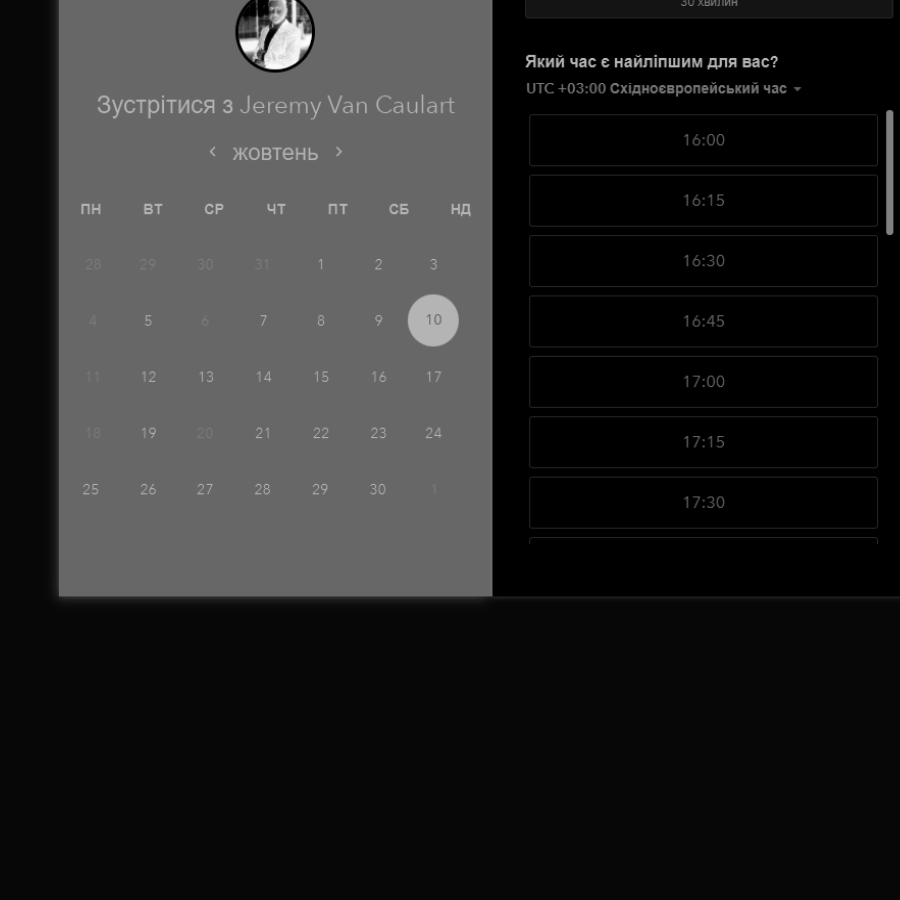 Зустрітися з Jeremy Van Caulart
жовтень
ПН ВТ СР ЧТ ПТ СБ НД
28 29 30 31 1 2 3
4 5 6 7 8 9 10
11 12 13 14 15 16 17
18 19 20 21 22 23 24
25 26 27 28 29 30 1
30 хвилин
Який час є найліпшим для вас?
UTC +03:00 Східноєвропейський час
16:00
16:15
16:30
16:45
17:00
17:15
17:30